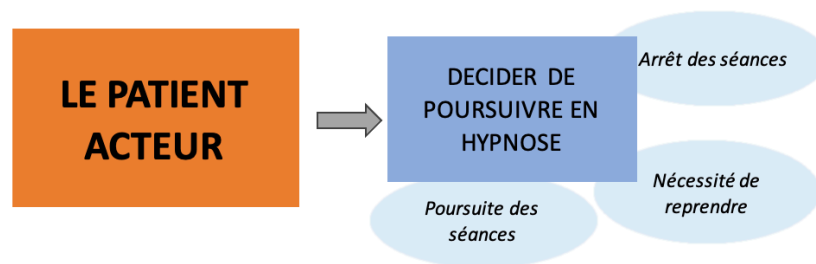 LE PATIENT
ACTEUR
DECIDER DE
POURSUIVRE EN
HYPNOSE
Arrêt des séances
Nécessité de
reprendre
Poursuite des
séances